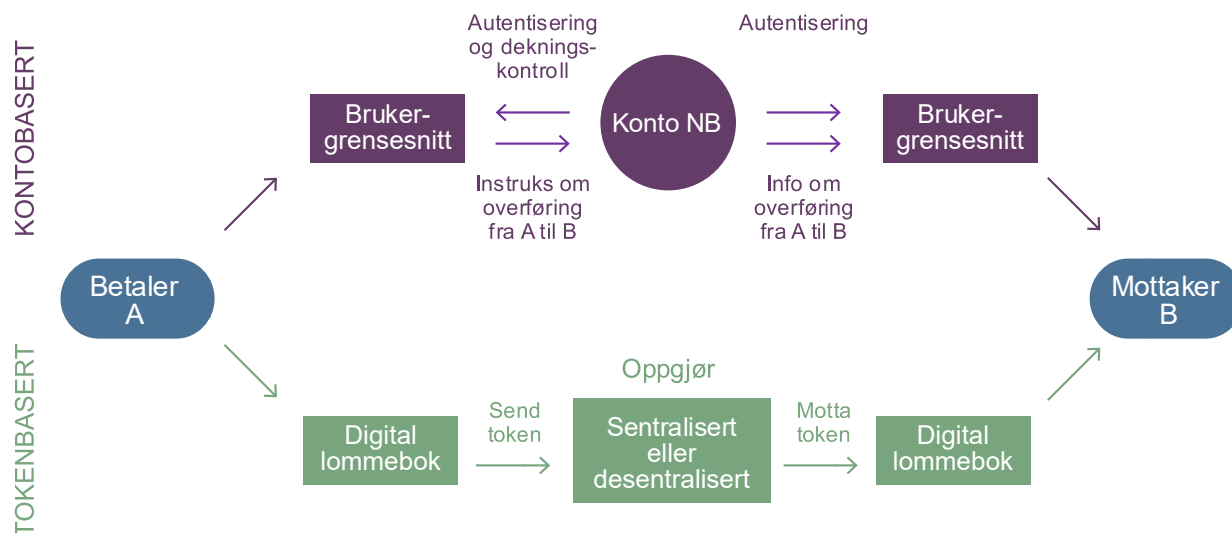 KONTOBASERT
Autentisering
og deknings-
kontroll
Autentisering
Bruker-
grensesnitt
Konto NB
Bruker-
grensesnitt
Instruks om
overføring
fra A til B
Info om
overføring
fra A til B
Betaler
A
Mottaker
B
TOKENBASERT
Oppgjør
Digital
lommebok
Send
token
Sentralisert
eller
desentralisert
Motta
token
Digital
lommebok